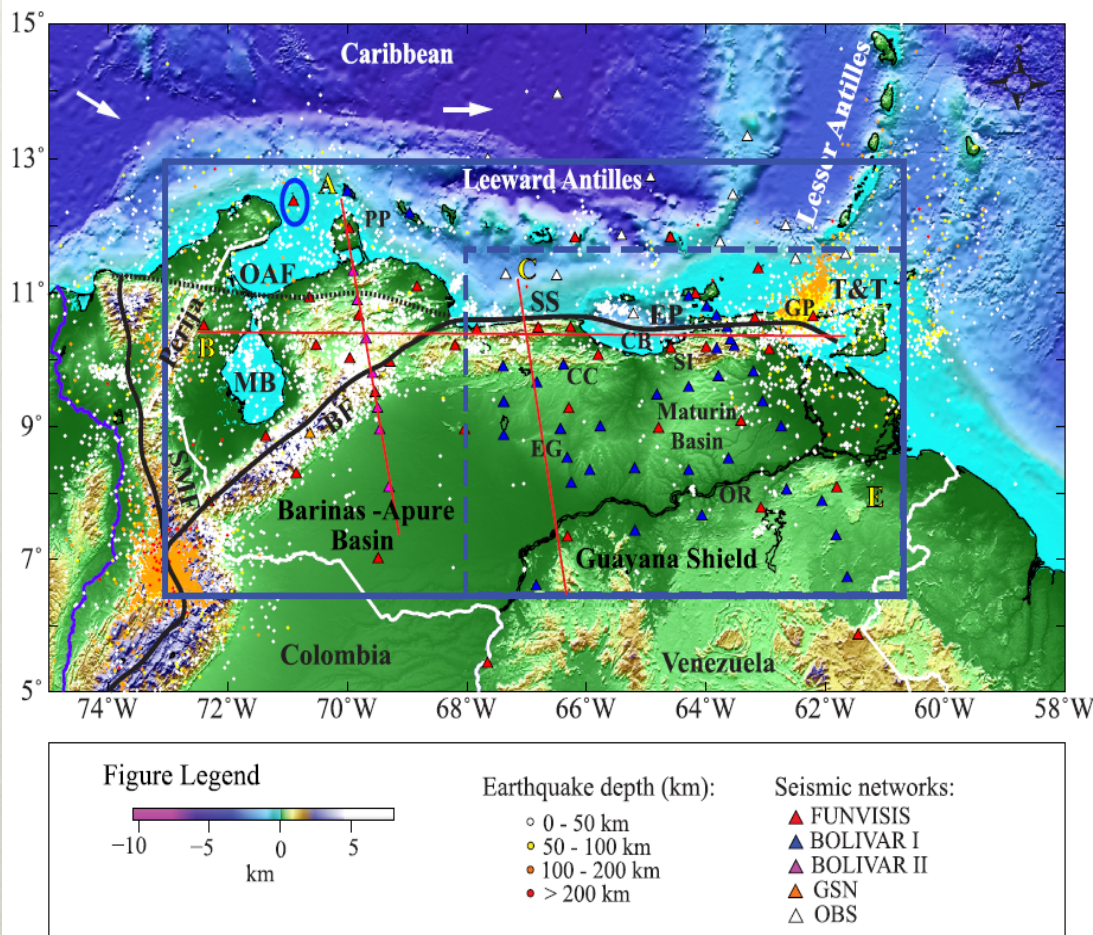 15°
13°
11°
9°
7°
5°
Caribbean
Lesser Antilles
Leeward Antilles
A
PP
C
OAF
SS
EP
T&T
GP
Perija
B
CB
SI
MB
CC
BF
Maturin
Basin
EG
SMF
OR
E
Barinas -Apure
Basin
Guayana Shield
Colombia
Venezuela
74°W
72°W
70°W
68°W
66°W
64°W
62°W
60°W
58°W
Figure Legend
−10
−5
0
5
km
Earthquake depth (km):
0 - 50 km
50 - 100 km
100 - 200 km
> 200 km
Seismic networks:
FUNVISIS
BOLIVAR I
BOLIVAR II
GSN
OBS